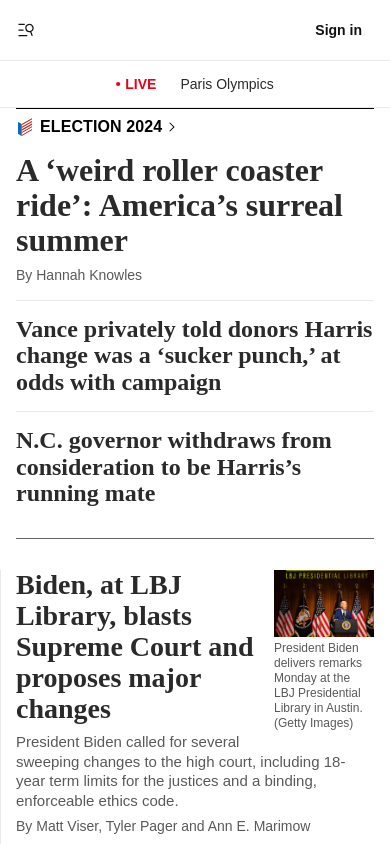 Sign in
• LIVE Paris Olympics
ELECTION 2024
A ‘weird roller coaster
ride’: America’s surreal
summer
By Hannah Knowles
Vance privately told donors Harris
change was a ‘sucker punch,’ at
odds with campaign
N.C. governor withdraws from
consideration to be Harris’s
running mate
Biden, at LBJ
Library, blasts
Supreme Court and
proposes major
changes
LBJ PRESIDENTIAL LIBRARY
President Biden
delivers remarks
Monday at the
LBJ Presidential
Library in Austin.
(Getty Images)
President Biden called for several
sweeping changes to the high court, including 18-
year term limits for the justices and a binding,
enforceable ethics code.
By Matt Viser, Tyler Pager and Ann E. Marimow